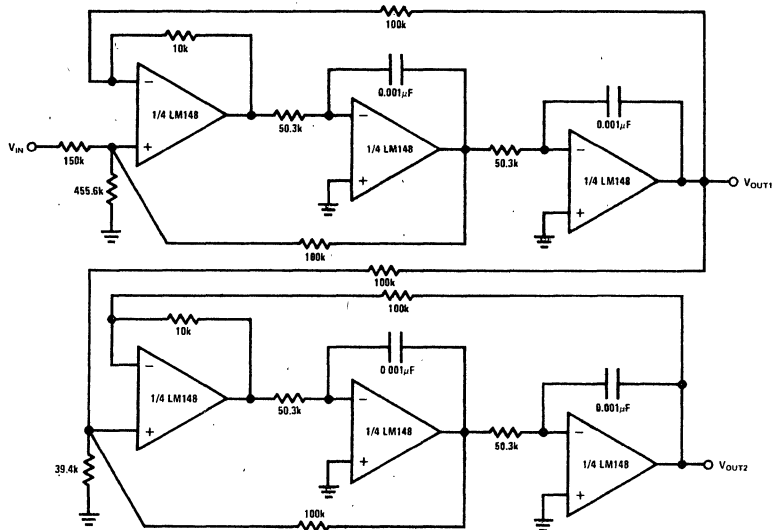 100k
10k
0.001µF
0.001µF
1/4 LM148
50.3k
1/4 LM148
50.3k
1/4 LM148
VIN
150k
VOUT1
455.6k
100k
100k
100k
10k
0 001µF
0.001µF
1/4 LM148
50.3k
1/4 LM148
50.3k
1/4 LM148
VOUT2
39.4k
100k